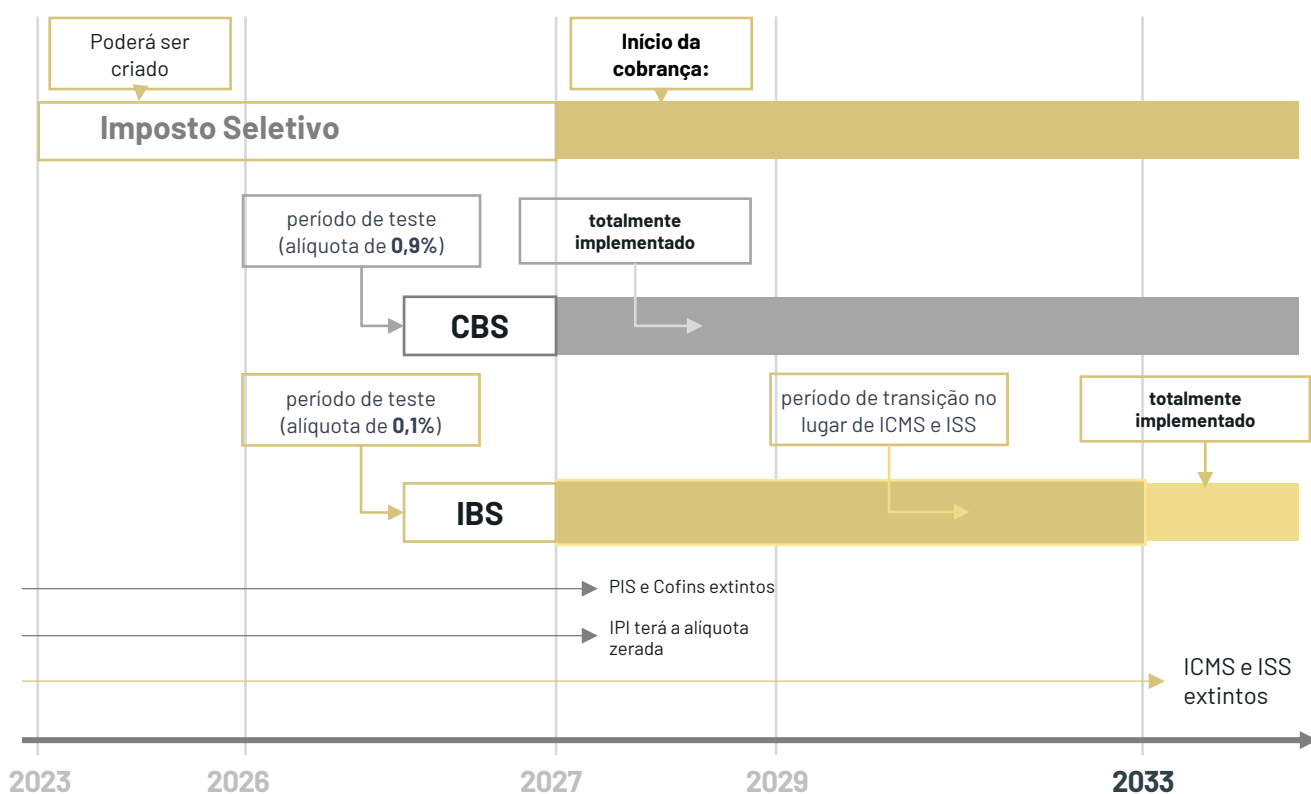 Poderá ser
criado
Início da
cobrança:
Imposto Seletivo
período de teste
(alíquota de 0,9%)
totalmente
implementado
CBS
período de teste
(alíquota de 0,1%)
período de transição no
lugar de ICMS e ISS
totalmente
implementado
IBS
PIS e Cofins extintos
IPI terá a alíquota
zerada
ICMS e ISS
extintos
2023
2026
2027
2029
2033